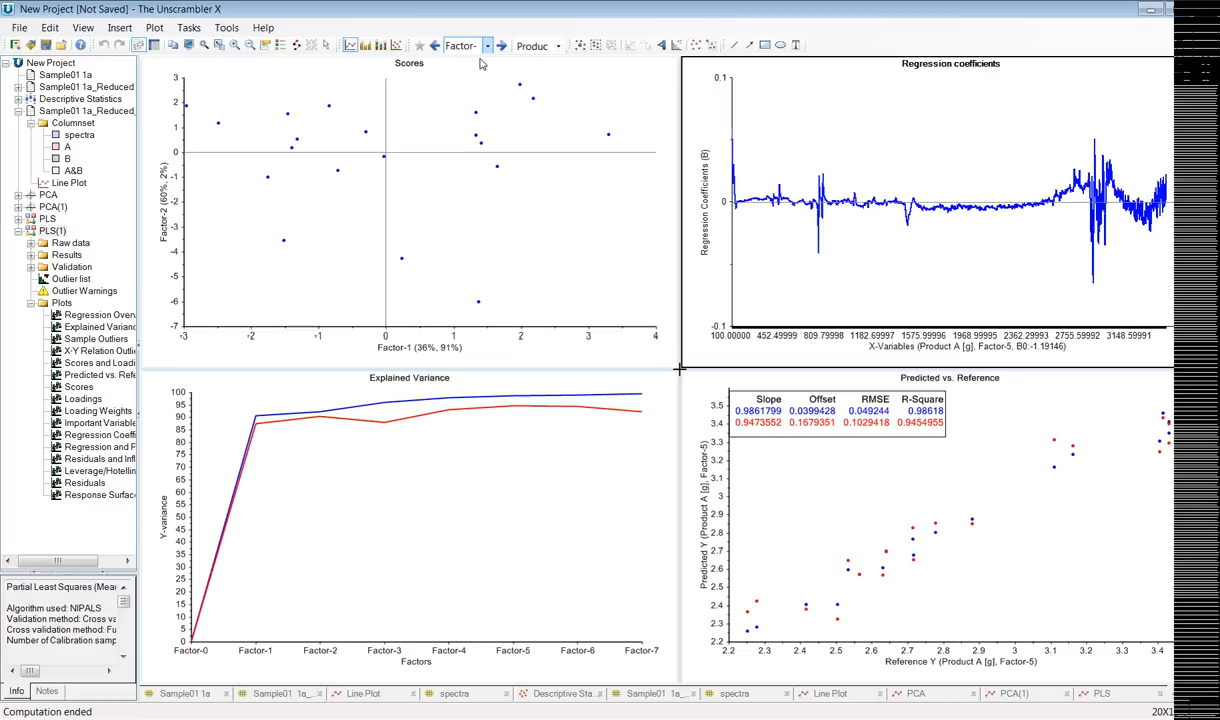 New Project [Not Saved] - The Unscrambler X
File Edit View Insert Plot Tasks Tools Help
Factor- Produc
New Project
Sample01 1a
Sample01 1a_Reduced
Descriptive Statistics
Sample01 1a_Reduced_
Columnset
spectra
A
B
A&B
Line Plot
PCA
PCA(1)
PLS
PLS(1)
Raw data
Results
Validation
Outlier list
Outlier Warnings
Plots
Regression Overv
Explained Varianc
Sample Outliers
X-Y Relation Outli
Scores and Loadi
Predicted vs. Refe
Scores
Loadings
Loading Weights
Important Variable
Regression Coeffi
Regression and P
Residuals and Infl
Leverage/Hotellin
Residuals
Response Surfac
Partial Least Squares (Mea
Algorithm used: NIPALS
Validation method: Cross va
Cross validation method: Fu
Number of Calibration samp
Info Notes
Computation ended
Scores
3
2
1
0
-1
-2
-3
-4
-5
-6
-7
Factor-2 (60%, 2%)
-3 -2 -1 0 1 2 3 4
Factor-1 (36%, 91%)
Regression coefficients
0.1
0
-0.1
Regression Coefficients (B)
100.00000 452.49999 809.79998 1182.69997 1575.99996 1968.99995 2362.29993 2755.59992 3148.59991
X-Variables (Product A [g], Factor-5, B0:-1.19146)
Explained Variance
100
95
90
85
80
75
70
65
60
55
50
45
40
35
30
25
20
15
10
5
0
Y-variance
Factor-0 Factor-1 Factor-2 Factor-3 Factor-4 Factor-5 Factor-6 Factor-7
Factors
Predicted vs. Reference
Slope Offset RMSE R-Square
0.9861799 0.0399428 0.049244 0.98618
0.9473552 0.1679351 0.1029418 0.9454955
3.5
3.4
3.3
3.2
3.1
3
2.9
2.8
2.7
2.6
2.5
2.4
2.3
2.2
Predicted Y (Product A [g], Factor-5)
2.2 2.3 2.4 2.5 2.6 2.7 2.8 2.9 3 3.1 3.2 3.3 3.4
Reference Y (Product A [g], Factor-5)
Sample01 1a Sample01 1a_... Line Plot spectra Descriptive Sta... Sample01 1a_... spectra Line Plot PCA PCA(1) PLS
20X1